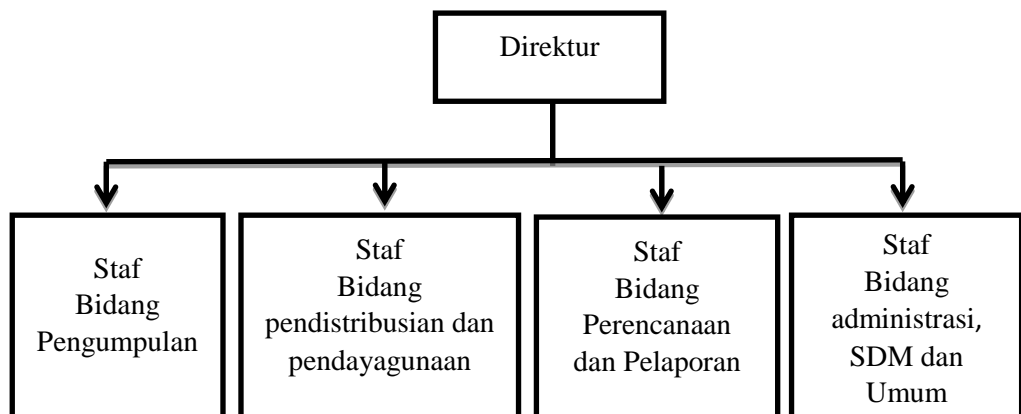 Direktur
Staf
Bidang
Pengumpulan
Staf
Bidang
pendistribusian dan
pendayagunaan
Staf
Bidang
Perencanaan
dan Pelaporan
Staf
Bidang
administrasi,
SDM dan
Umum